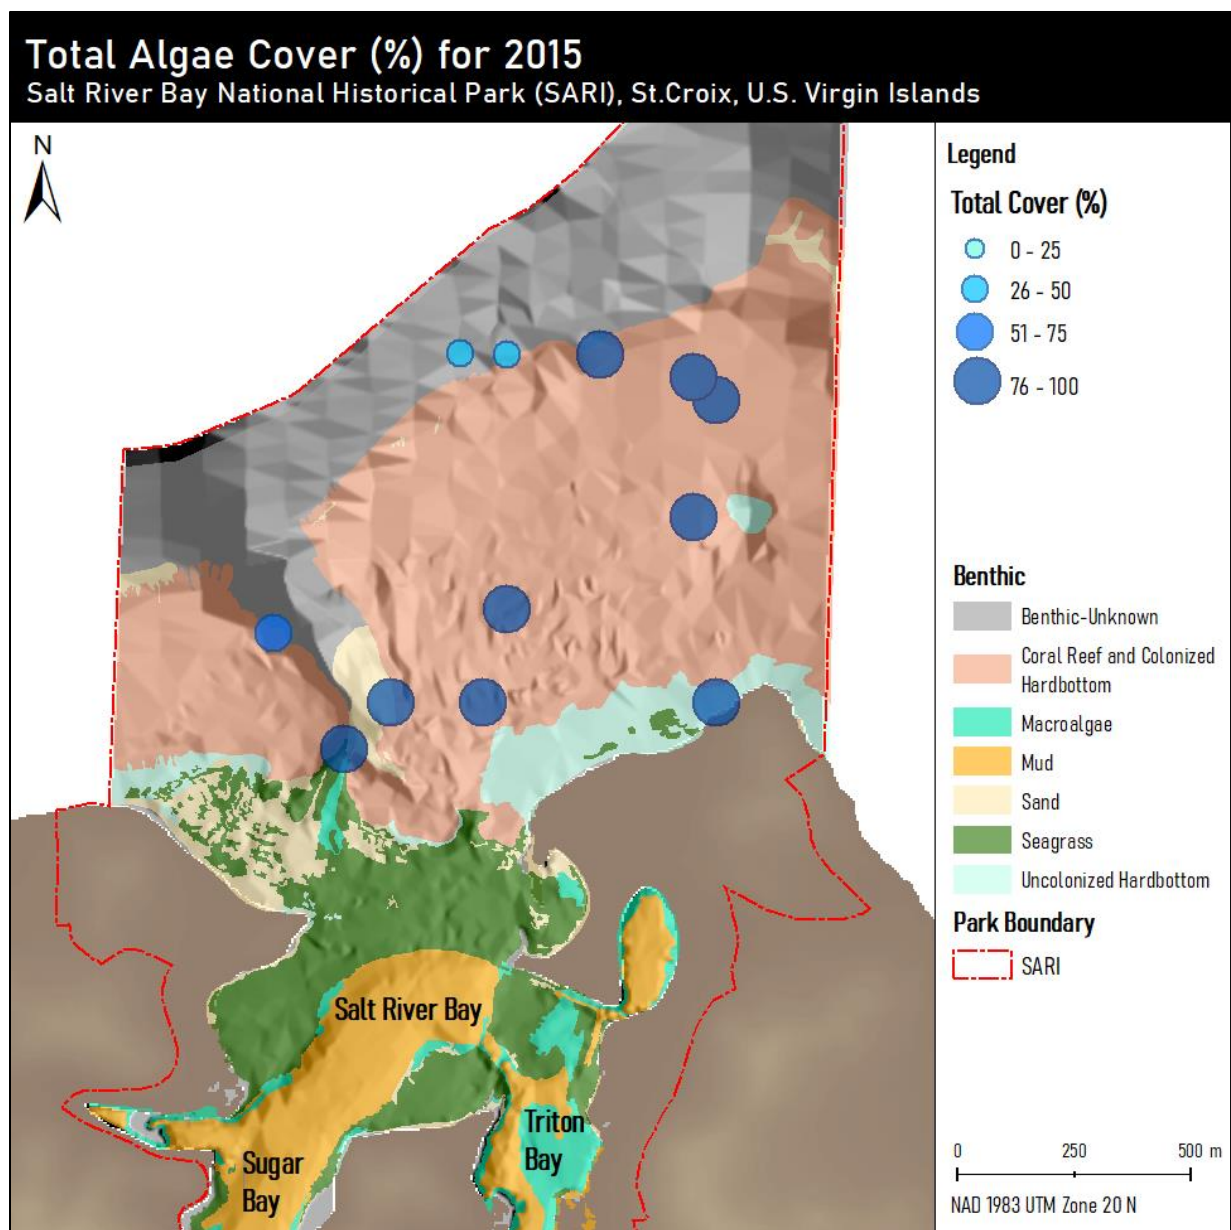 Total Algae Cover (%) for 2015
Salt River Bay National Historical Park (SARI), St.Croix, U.S. Virgin Islands
N
Legend
Total Cover (%)
0 - 25
26 - 50
51 - 75
76 - 100
Benthic
Benthic-Unknown
Coral Reef and Colonized
Hardbottom
Macroalgae
Mud
Sand
Seagrass
Uncolonized Hardbottom
Park Boundary
SARI
Salt River Bay
Triton
Bay
Sugar
Bay
0 250 500 m
NAD 1983 UTM Zone 20 N